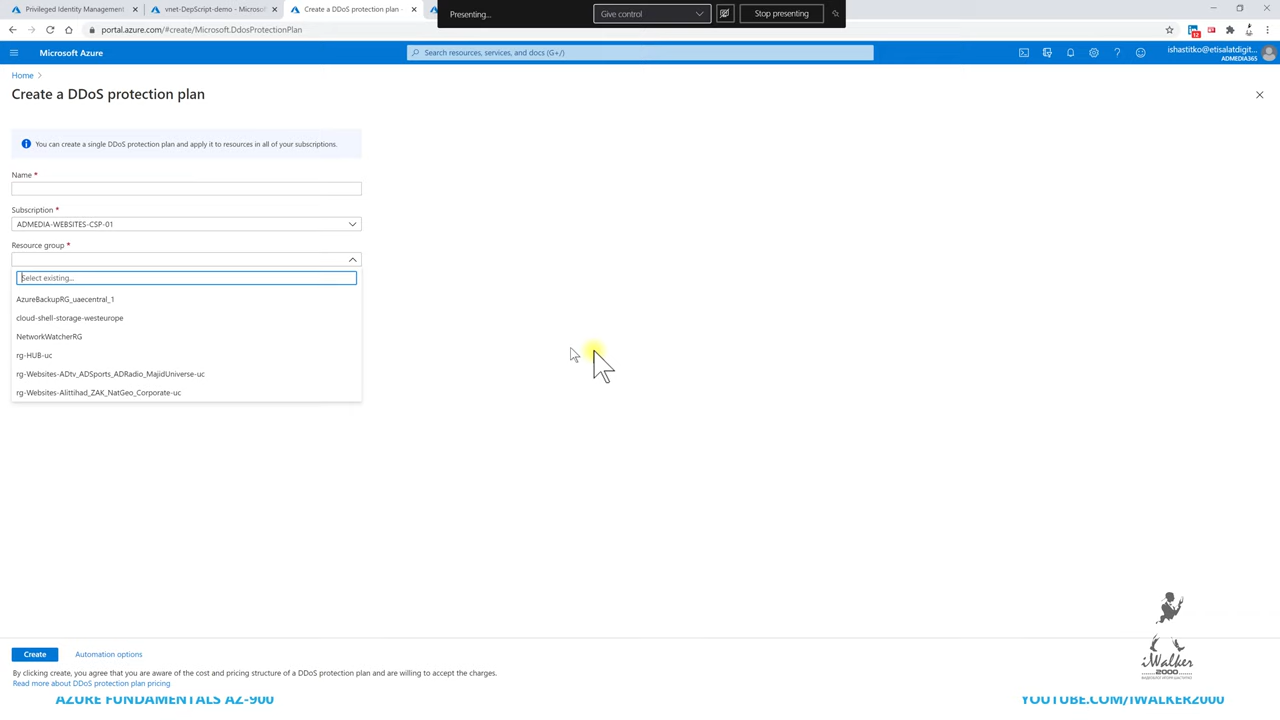 Privileged Identity Management
vnet-DepScript-demo - Microsof
Create a DDoS protection plan -
Presenting...
Give control
Stop presenting
portal.azure.com/#create/Microsoft.DdosProtectionPlan
12
Microsoft Azure
Search resources, services, and docs (G+/)
ishastitko@etisalatdigit...
ADMEDIA365
Home
Create a DDoS protection plan
You can create a single DDoS protection plan and apply it to resources in all of your subscriptions.
Name *
Subscription *
ADMEDIA-WEBSITES-CSP-01
Resource group *
Select existing...
AzureBackupRG_uaecentral_1
cloud-shell-storage-westeurope
NetworkWatcherRG
rg-HUB-uc
rg-Websites-ADtv_ADSports_ADRadio_MajidUniverse-uc
rg-Websites-Alittihad_ZAK_NatGeo_Corporate-uc
iWalker
2000
Create
Automation options
By clicking create, you agree that you are aware of the cost and pricing structure of a DDoS protection plan and are willing to accept the charges.
Read more about DDoS protection plan pricing
AZURE FUNDAMENTALS AZ-900
YOUTUBE.COM/IWALKER2000